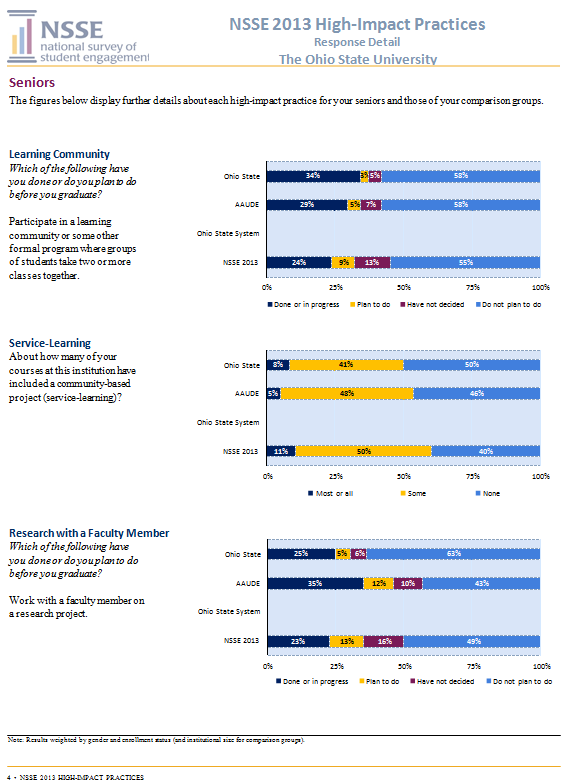 NSSE
national survey of
student engagement
NSSE 2013 High-Impact Practices
Response Detail
The Ohio State University
Seniors
The figures below display further details about each high-impact practice for your seniors and those of your comparison groups.
Learning Community
Which of the following have
you done or do you plan to do
before you graduate?
Participate in a learning
community or some other
formal program where groups
of students take two or more
classes together.
Ohio State 34% 3% 5% 58%
AAUDE 29% 5% 7% 58%
Ohio State System
NSSE 2013 24% 9% 13% 55%
0% 25% 50% 75% 100%
Done or in progress Plan to do Have not decided Do not plan to do
Service-Learning
About how many of your
courses at this institution have
included a community-based
project (service-learning)?
Ohio State 8% 41% 50%
AAUDE 5% 48% 46%
Ohio State System
NSSE 2013 11% 50% 40%
0% 25% 50% 75% 100%
Most or all Some None
Research with a Faculty Member
Which of the following have
you done or do you plan to do
before you graduate?
Work with a faculty member on
a research project.
Ohio State 25% 5% 6% 63%
AAUDE 35% 12% 10% 43%
Ohio State System
NSSE 2013 23% 13% 16% 49%
0% 25% 50% 75% 100%
Done or in progress Plan to do Have not decided Do not plan to do
Note: Results weighted by gender and enrollment status (and institutional size for comparison groups).
4 • NSSE 2013 HIGH-IMPACT PRACTICES